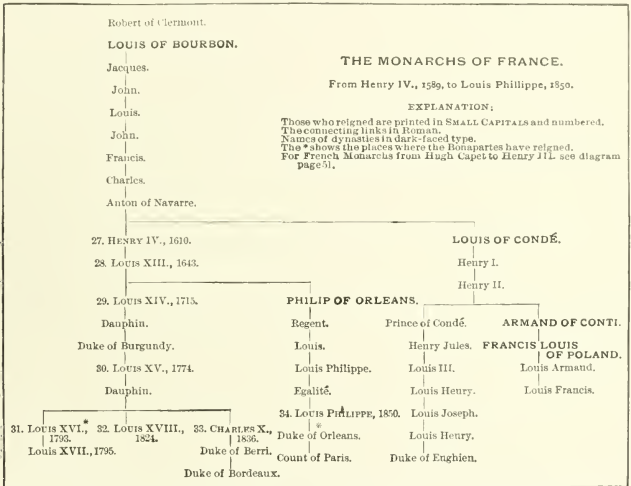 Robert of Clermont.
LOUIS OF BOURBON.
Jacques.
John.
Louis.
John.
Francis.
Charles.
Anton of Navarre.
THE MONARCHS OF FRANCE.
From Henry IV., 1589, to Louis Phillippe, 1850.
EXPLANATION;
Those who reigned are printed in SMALL CAPITALS and numbered.
The connecting links in Roman.
Names of dynasties in dark-faced type.
The * shows the places where the Bonapartes have reigned.
For French Monarchs from Hugh Capet to Henry III. see diagram
page 51.
27. HENRY IV., 1610.
28. LOUIS XIII., 1643.
LOUIS OF CONDÉ.
Henry I.
Henry II.
29. LOUIS XIV., 1715.
Dauphin.
Duke of Burgundy.
30. LOUIS XV., 1774.
Dauphin.
31. LOUIS XVI.,*
1793.
Louis XVII., 1795.
32. LOUIS XVIII.,
1824.
33. CHARLES X.,
1836.
Duke of Berri.
Duke of Bordeaux.
PHILIP OF ORLEANS.
Regent.
Louis.
Louis Philippe.
Egalité.
34. LOUIS PHILIPPE, 1850.
*
Duke of Orleans.
Count of Paris.
Prince of Condé.
Henry Jules.
Louis III.
Louis Henry.
Louis Joseph.
Louis Henry.
Duke of Enghien.
ARMAND OF CONTI.
FRANCIS LOUIS
OF POLAND.
Louis Armand.
Louis Francis.